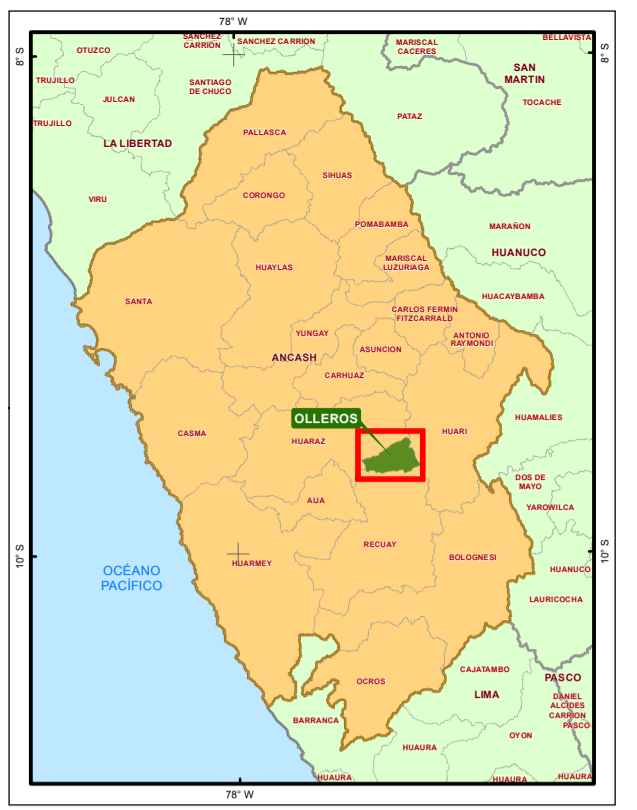 78° W
SANCHEZ
CARRIÓN
SANCHEZ CARRION
MARISCAL
CACERES
BELLAVISTA
OTUZCO
8° S
8° S
SAN
MARTIN
TRUJILLO
SANTIAGO
DE CHUCO
JULCAN
TOCACHE
PATAZ
TRUJILLO
PALLASCA
LA LIBERTAD
SIHUAS
CORONGO
VIRU
POMABAMBA
MARAÑON
HUANUCO
MARISCAL
LUZURIAGA
HUAYLAS
SANTA
HUACAYBAMBA
CARLOS FERMIN
FITZCARRALD
YUNGAY
ANTONIO
RAYMONDI
ASUNCION
ANCASH
CARHUAZ
OLLEROS
HUAMALIES
CASMA
HUARAZ
HUARI
DOS DE
MAYO
AIJA
YAROWILCA
RECUAY
10° S
10° S
BOLOGNESI
HUARMEY
OCÉANO
PACÍFICO
HUANUCO
LAURICOCHA
CAJATAMBO
OCROS
PASCO
LIMA
DANIEL
ALCIDES
CARRION
PASCO
BARRANCA
OYON
HUAURA
HUAURA
HUAURA
HUAURA
78° W